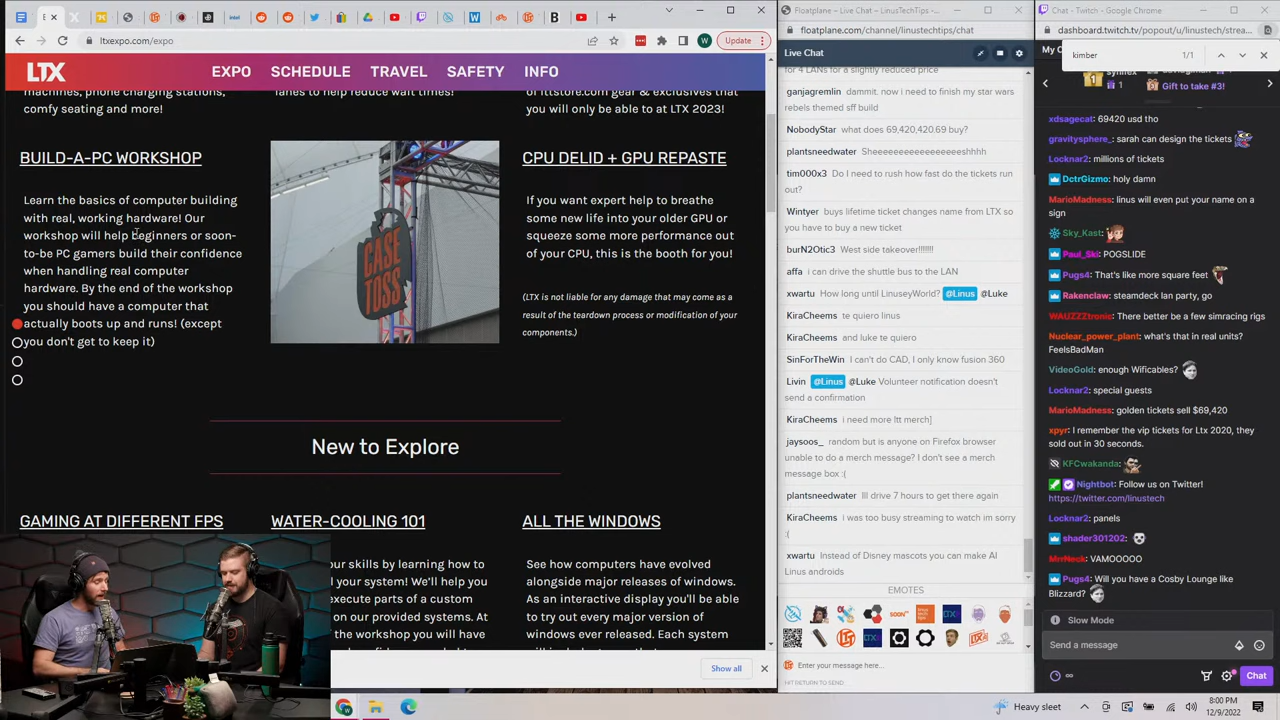 Floatplane – Live Chat – LinusTechTips -
Chat - Twitch - Google Chrome
ltxexpo.com/expo
Update
floatplane.com/channel/linustechtips/chat
dashboard.twitch.tv/popout/u/linustech/strea...
LTX
EXPO
SCHEDULE
TRAVEL
SAFETY
INFO
machines, phone charging stations,
comfy seating and more!
lanes to help reduce wait times!
of lttstore.com gear & exclusives that
you will only be able to at LTX 2023!
BUILD-A-PC WORKSHOP
Learn the basics of computer building
with real, working hardware! Our
workshop will help beginners or soon-
to-be PC gamers build their confidence
when handling real computer
hardware. By the end of the workshop
you should have a computer that
actually boots up and runs! (except
you don't get to keep it)
CASE
TOSS
CPU DELID + GPU REPASTE
If you want expert help to breathe
some new life into your older GPU or
squeeze some more performance out
of your CPU, this is the booth for you!
(LTX is not liable for any damage that may come as a
result of the teardown process or modification of your
components.)
New to Explore
GAMING AT DIFFERENT FPS
WATER-COOLING 101
our skills by learning how to
your system! We'll help you
execute parts of a custom
on our provided systems. At
the workshop you will have
ALL THE WINDOWS
See how computers have evolved
alongside major releases of windows.
As an interactive display you'll be able
to try out every major version of
windows ever released. Each system
Show all
Live Chat
for 4 LANs for a slightly reduced price
ganjagremlin dammit. now i need to finish my star wars
rebels themed sff build
NobodyStar what does 69,420,420.69 buy?
plantsneedwater Sheeeeeeeeeeeeeeeeshhhh
tim000x3 Do I need to rush how fast do the tickets run
out?
Wintyer buys lifetime ticket changes name from LTX so
you have to buy a new ticket
burN2Otic3 West side takeover!!!!!!!
affa i can drive the shuttle bus to the LAN
xwartu How long until LinuseyWorld? @Linus @Luke
KiraCheems te quiero linus
KiraCheems and luke te quiero
SinForTheWin I can't do CAD, I only know fusion 360
Livin @Linus @Luke Volunteer notification doesn't
send a confirmation
KiraCheems i need more ltt merch]
jaysoos_ random but is anyone on Firefox browser
unable to do a merch message? I don't see a merch
message box :(
plantsneedwater Ill drive 7 hours to get there again
KiraCheems i was too busy streaming to watch im sorry
:(
xwartu Instead of Disney mascots you can make AI
Linus androids
EMOTES
Enter your message here...
HIT RETURN TO SEND
kimber
1/1
My C
Gift to take #3!
xdsagecat: 69420 usd tho
gravitysphere_: sarah can design the tickets
Locknar2: millions of tickets
DctrGizmo: holy damn
MarioMadness: linus will even put your name on a
sign
Sky_Kast:
Paul_Ski: POGSLIDE
Pugs4: That's like more square feet
Rakenclaw: steamdeck lan party, go
WAUZZZtronic: There better be a few simracing rigs
Nuclear_power_plant: what's that in real units?
FeelsBadMan
VideoGold: enough Wificables?
Locknar2: special guests
MarioMadness: golden tickets sell $69,420
xpyr: I remember the vip tickets for Ltx 2020, they
sold out in 30 seconds.
KFCwakanda:
Nightbot: Follow us on Twitter!
https://twitter.com/linustech
Locknar2: panels
shader301202:
MrrNeck: VAMOOOOO
Pugs4: Will you have a Cosby Lounge like
Blizzard?
Slow Mode
Send a message
Chat
Heavy sleet
8:00 PM
12/9/2022